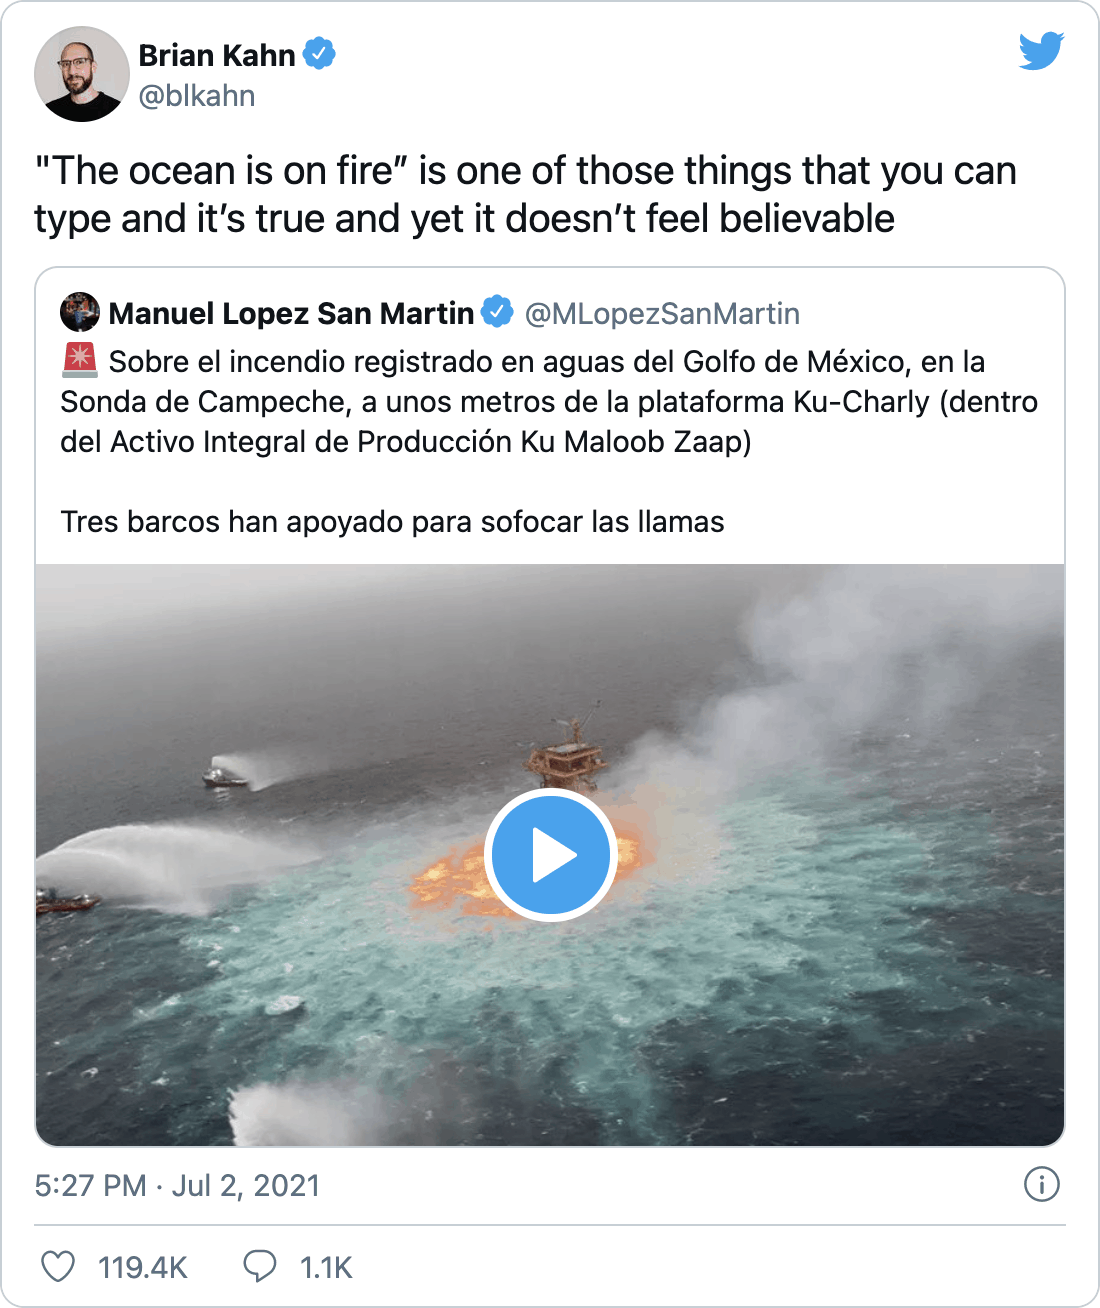 Brian Kahn
@blkahn
"The ocean is on fire” is one of those things that you can
type and it’s true and yet it doesn’t feel believable
Manuel Lopez San Martin @MLopezSanMartin
🚨 Sobre el incendio registrado en aguas del Golfo de México, en la
Sonda de Campeche, a unos metros de la plataforma Ku-Charly (dentro
del Activo Integral de Producción Ku Maloob Zaap)
Tres barcos han apoyado para sofocar las llamas
5:27 PM · Jul 2, 2021
119.4K 1.1K